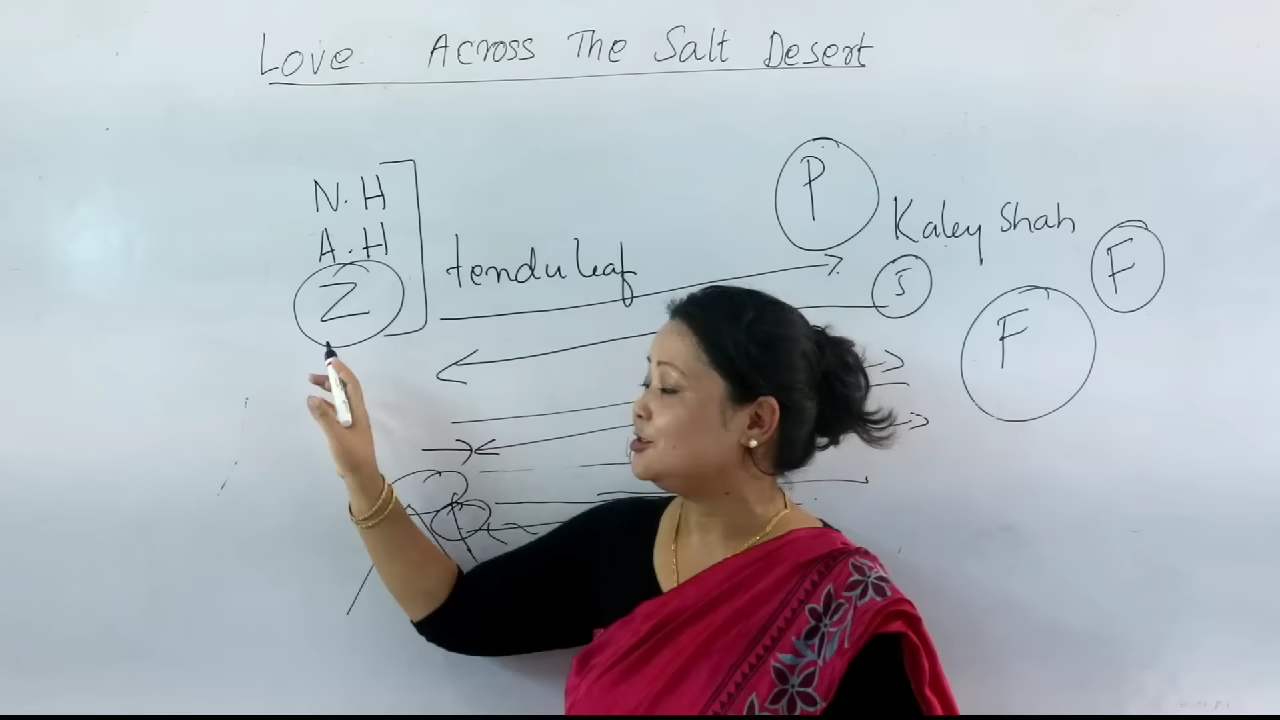 Love Across The Salt Desert
N.H
A.H
Z
tendu leaf
P
Kaley Shah
F
S
F